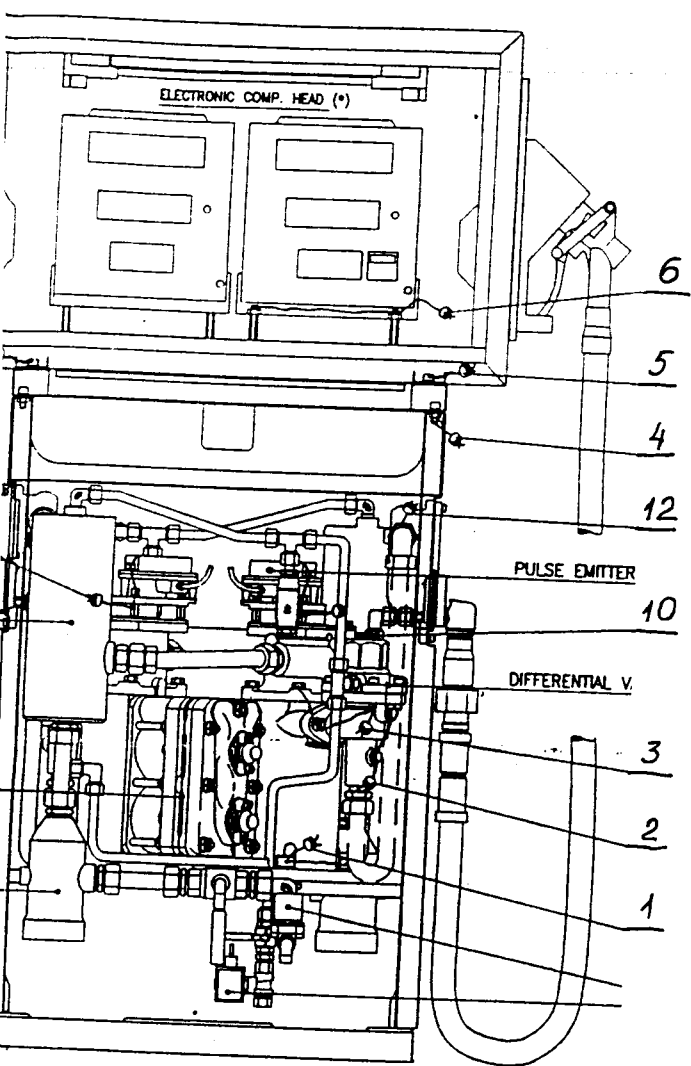 ELECTRONIC COMP. HEAD (*)
6
5
4
12
PULSE EMITTER
10
DIFFERENTIAL V.
3
2
1